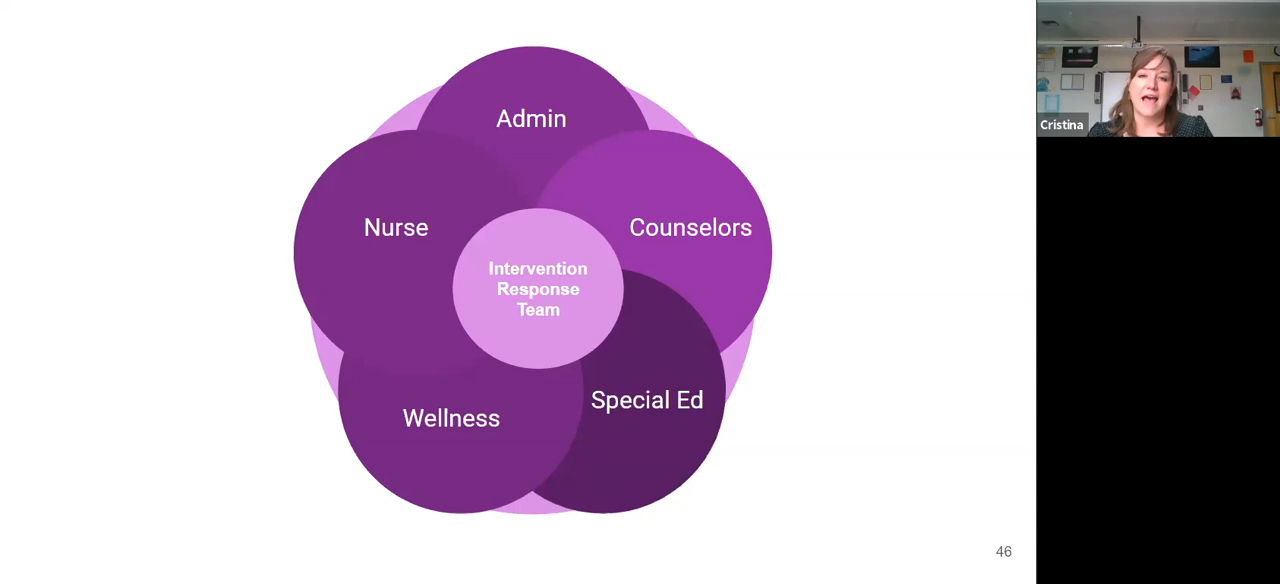 Admin
Nurse
Counselors
Intervention
Response
Team
Special Ed
Wellness
46
Cristina